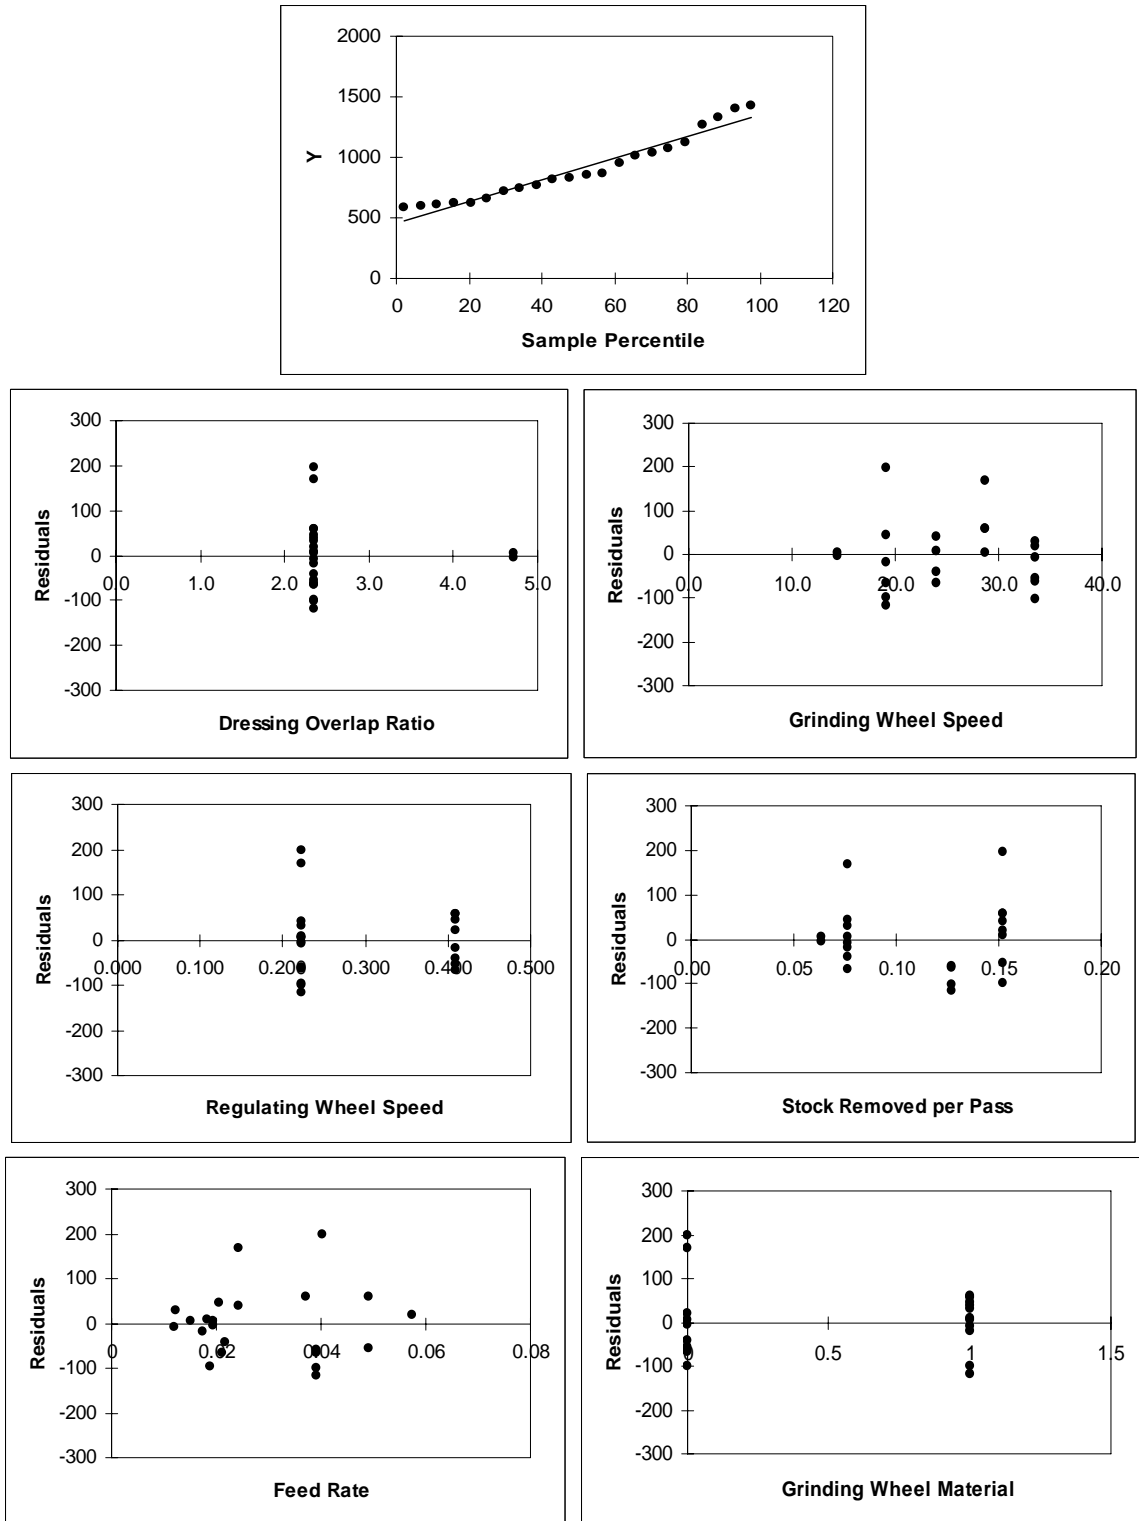 2000
1500
1000
500
0
Y
0 20 40 60 80 100 120
Sample Percentile
300
200
100
0
-100
-200
-300
Residuals
0.0 1.0 2.0 3.0 4.0 5.0
Dressing Overlap Ratio
300
200
100
0
-100
-200
-300
Residuals
0.0 10.0 20.0 30.0 40.0
Grinding Wheel Speed
300
200
100
0
-100
-200
-300
Residuals
0.000 0.100 0.200 0.300 0.400 0.500
Regulating Wheel Speed
300
200
100
0
-100
-200
-300
Residuals
0.00 0.05 0.10 0.15 0.20
Stock Removed per Pass
300
200
100
0
-100
-200
-300
Residuals
0 0.02 0.04 0.06 0.08
Feed Rate
300
200
100
0
-100
-200
-300
Residuals
0 0.5 1 1.5
Grinding Wheel Material